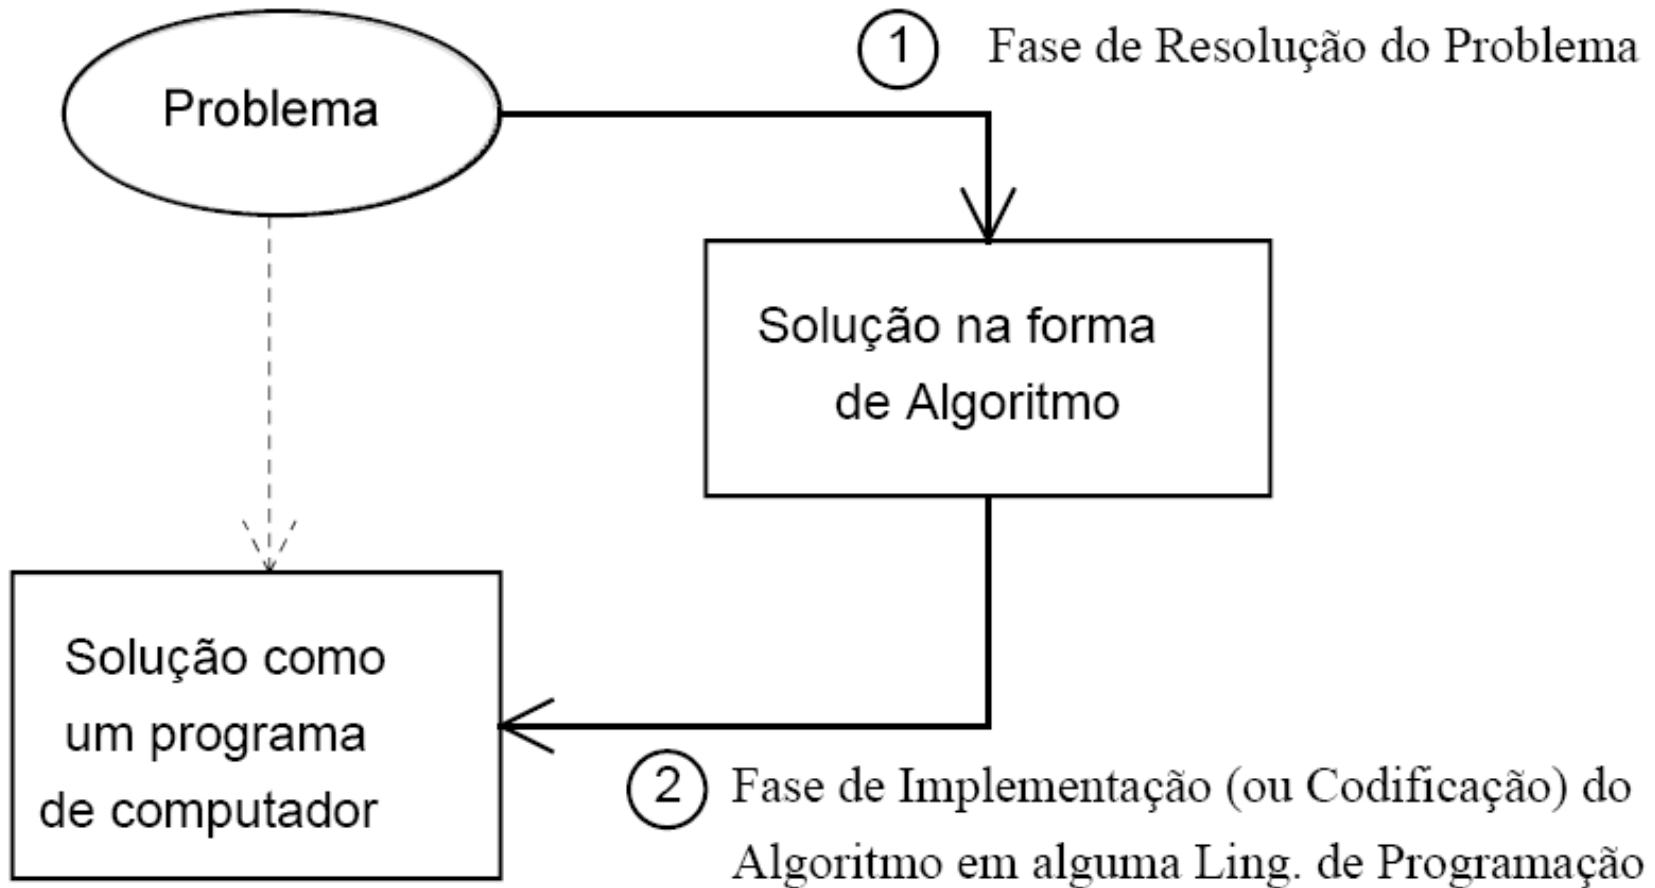 1
Fase de Resolução do Problema
Problema
Solução na forma
de Algoritmo
Solução como
um programa
de computador
2
Fase de Implementação (ou Codificação) do
Algoritmo em alguma Ling. de Programação